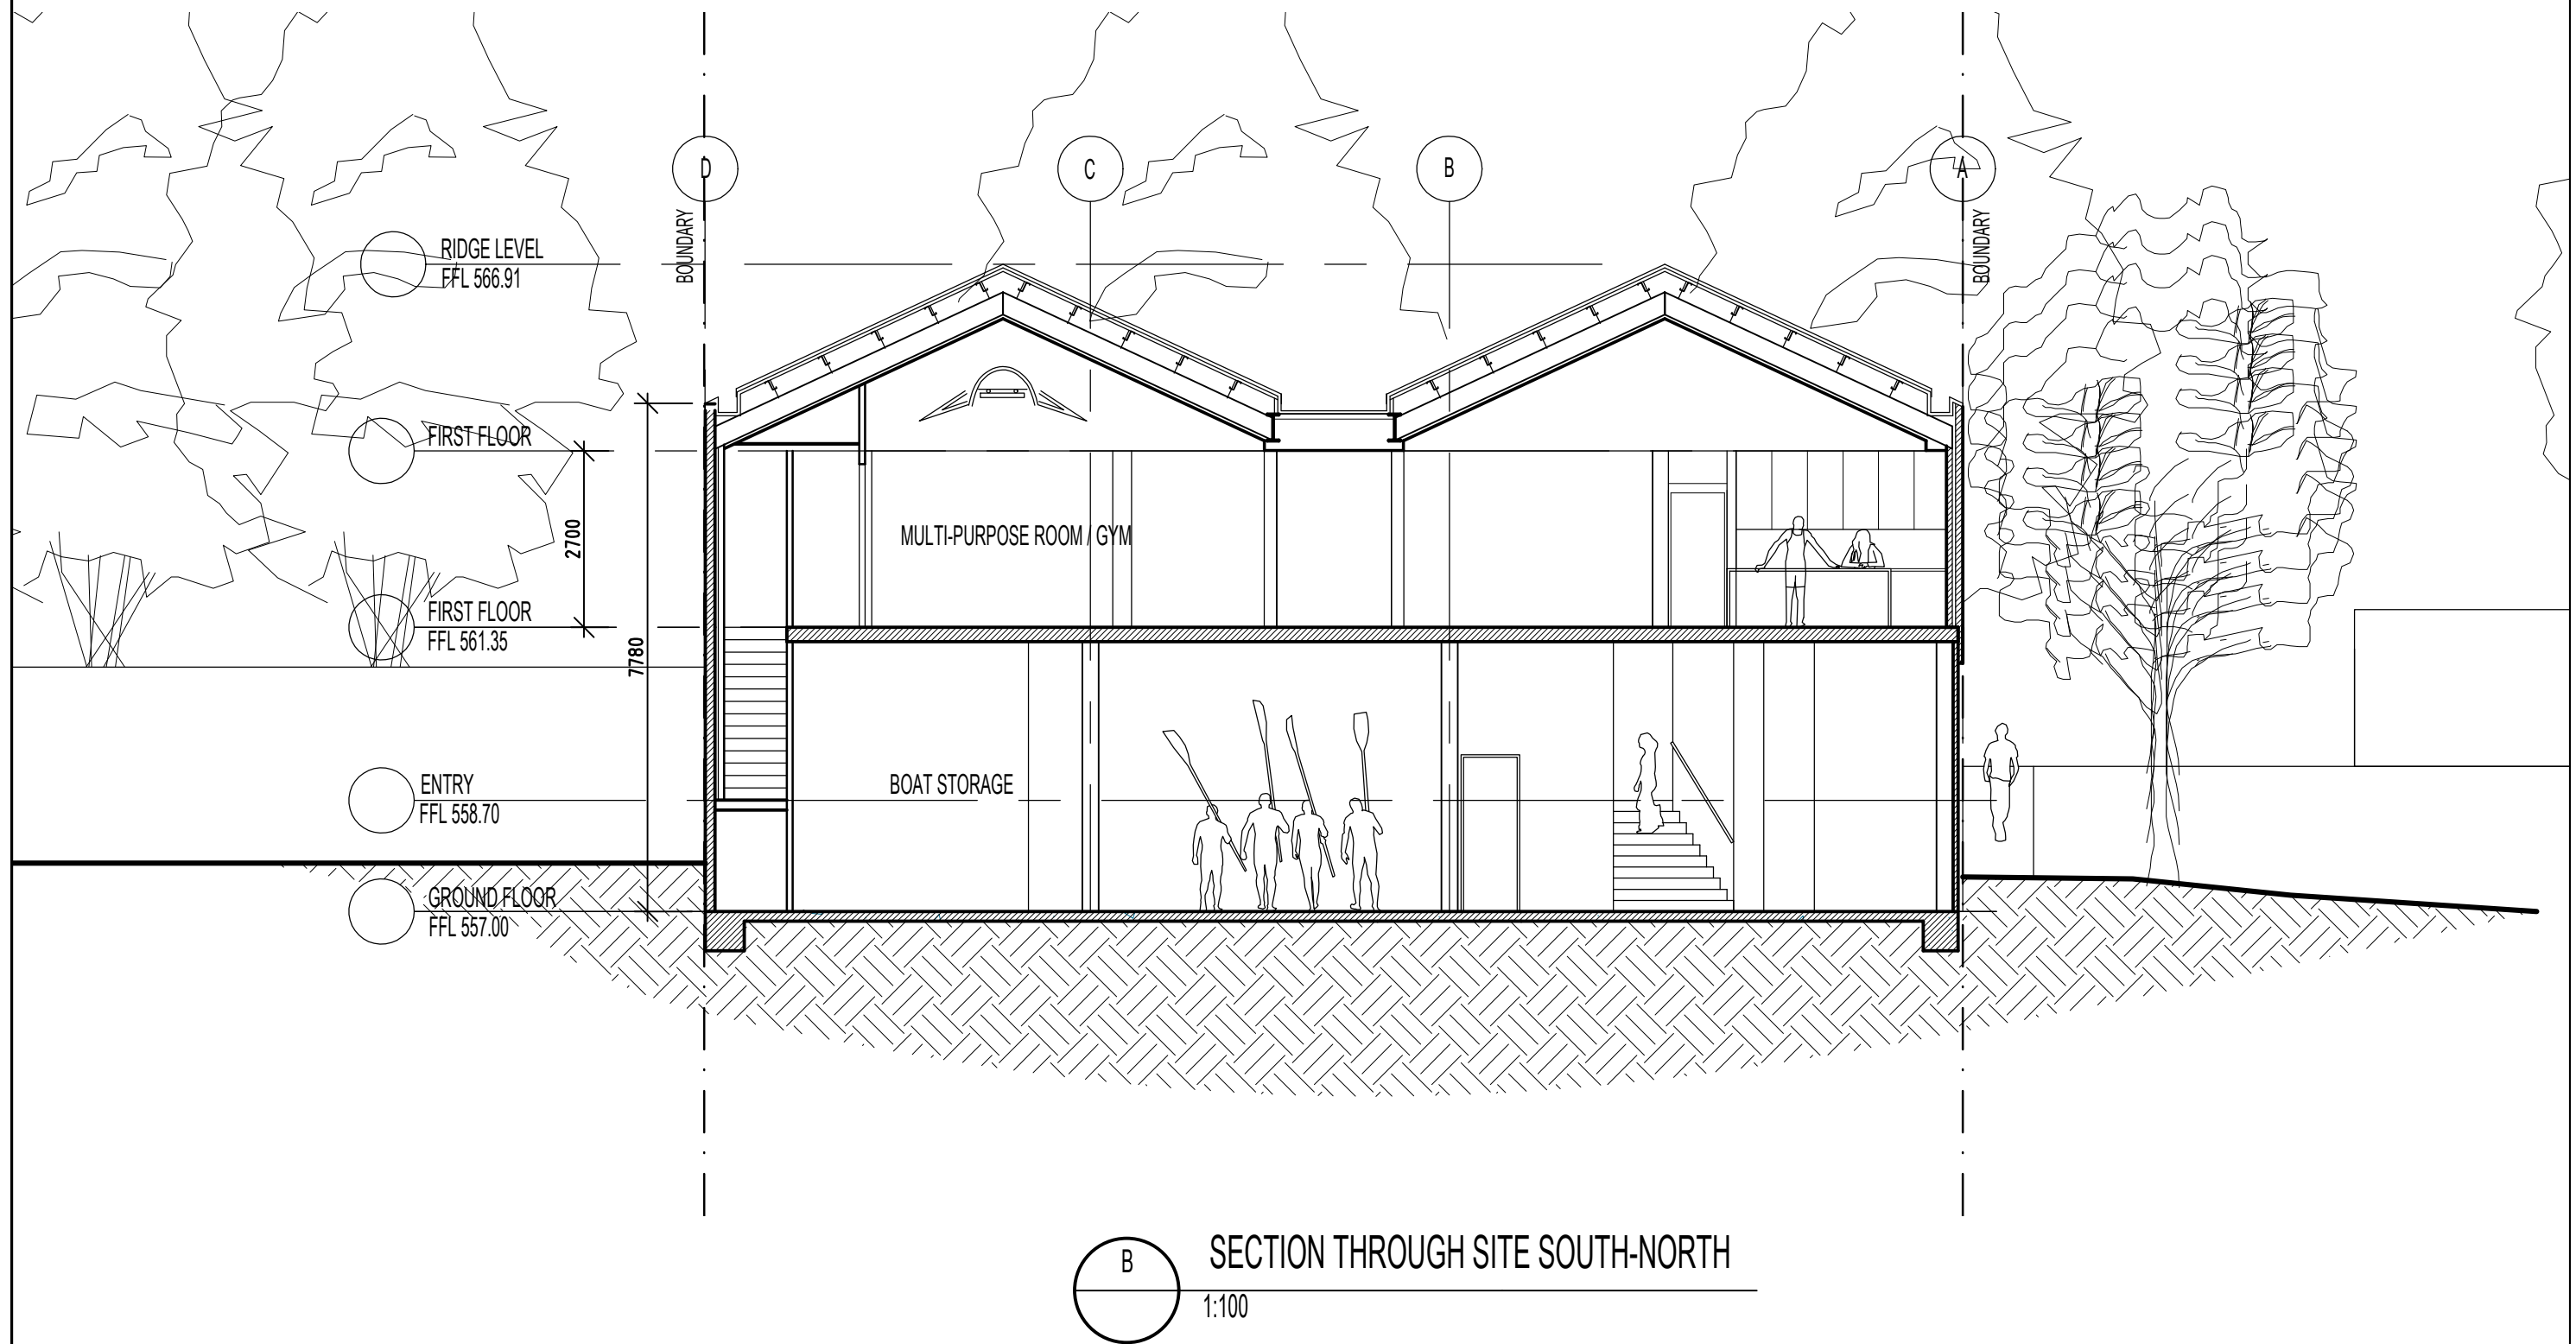 D
C
B
A
BOUNDARY
BOUNDARY
RIDGE LEVEL
FFL 566.91
FIRST FLOOR
2700
MULTI-PURPOSE ROOM / GYM
FIRST FLOOR
FFL 561.35
7780
ENTRY
FFL 558.70
BOAT STORAGE
GROUND FLOOR
FFL 557.00
B
SECTION THROUGH SITE SOUTH-NORTH
1:100